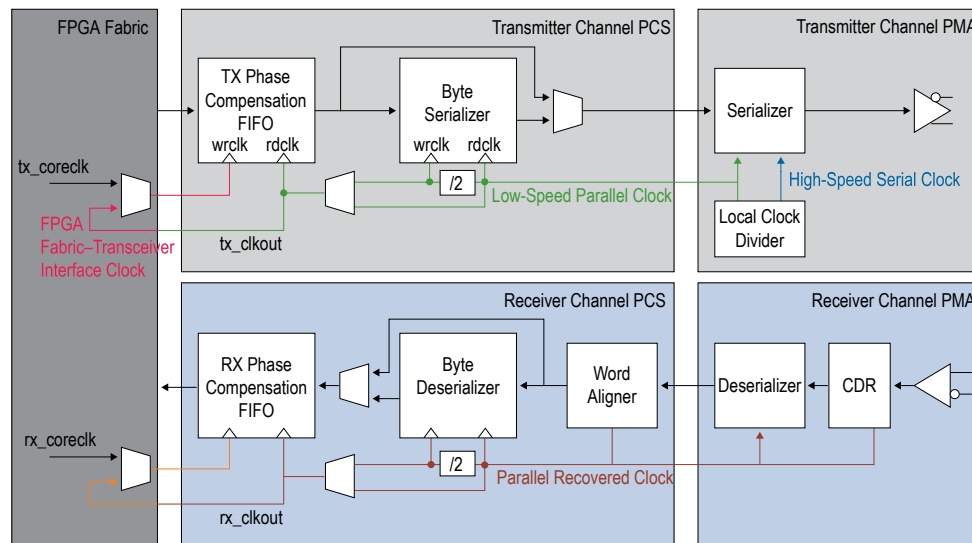 FPGA Fabric
Transmitter Channel PCS
Transmitter Channel PMA
TX Phase
Compensation
FIFO
wrclk
rdclk
Byte
Serializer
wrclk
rdclk
Serializer
tx_coreclk
/2
Low-Speed Parallel Clock
High-Speed Serial Clock
FPGA
Fabric–Transceiver
Interface Clock
tx_clkout
Local Clock
Divider
Receiver Channel PCS
Receiver Channel PMA
RX Phase
Compensation
FIFO
Byte
Deserializer
Word
Aligner
Deserializer
CDR
rx_coreclk
/2
Parallel Recovered Clock
rx_clkout